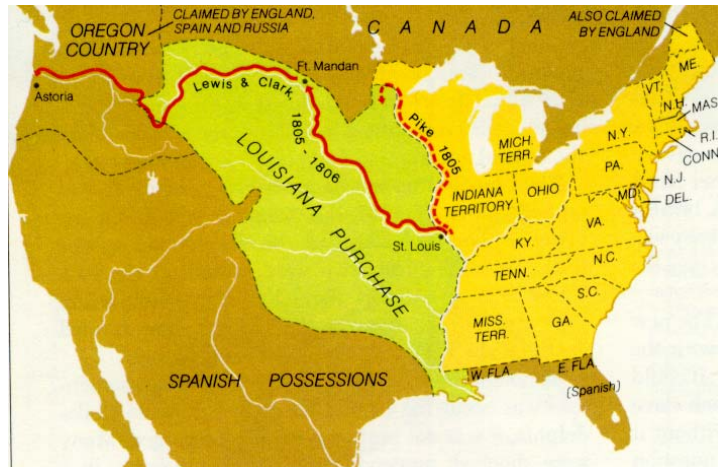 OREGON
COUNTRY
CLAIMED BY ENGLAND,
SPAIN AND RUSSIA
CANADA
ALSO CLAIMED
BY ENGLAND
Astoria
Ft. Mandan
Lewis & Clark,
1805 - 1806
Pike 1805
LOUISIANA
PURCHASE
St. Louis
MICH.
TERR.
INDIANA
TERRITORY
OHIO
KY.
TENN.
MISS.
TERR.
GA.
S.C.
N.C.
VA.
MD.
DEL.
N.J.
PA.
N.Y.
CONN
R.I.
MAS
N.H.
VT.
ME.
W. FLA.
E. FLA.
(Spanish)
SPANISH POSSESSIONS